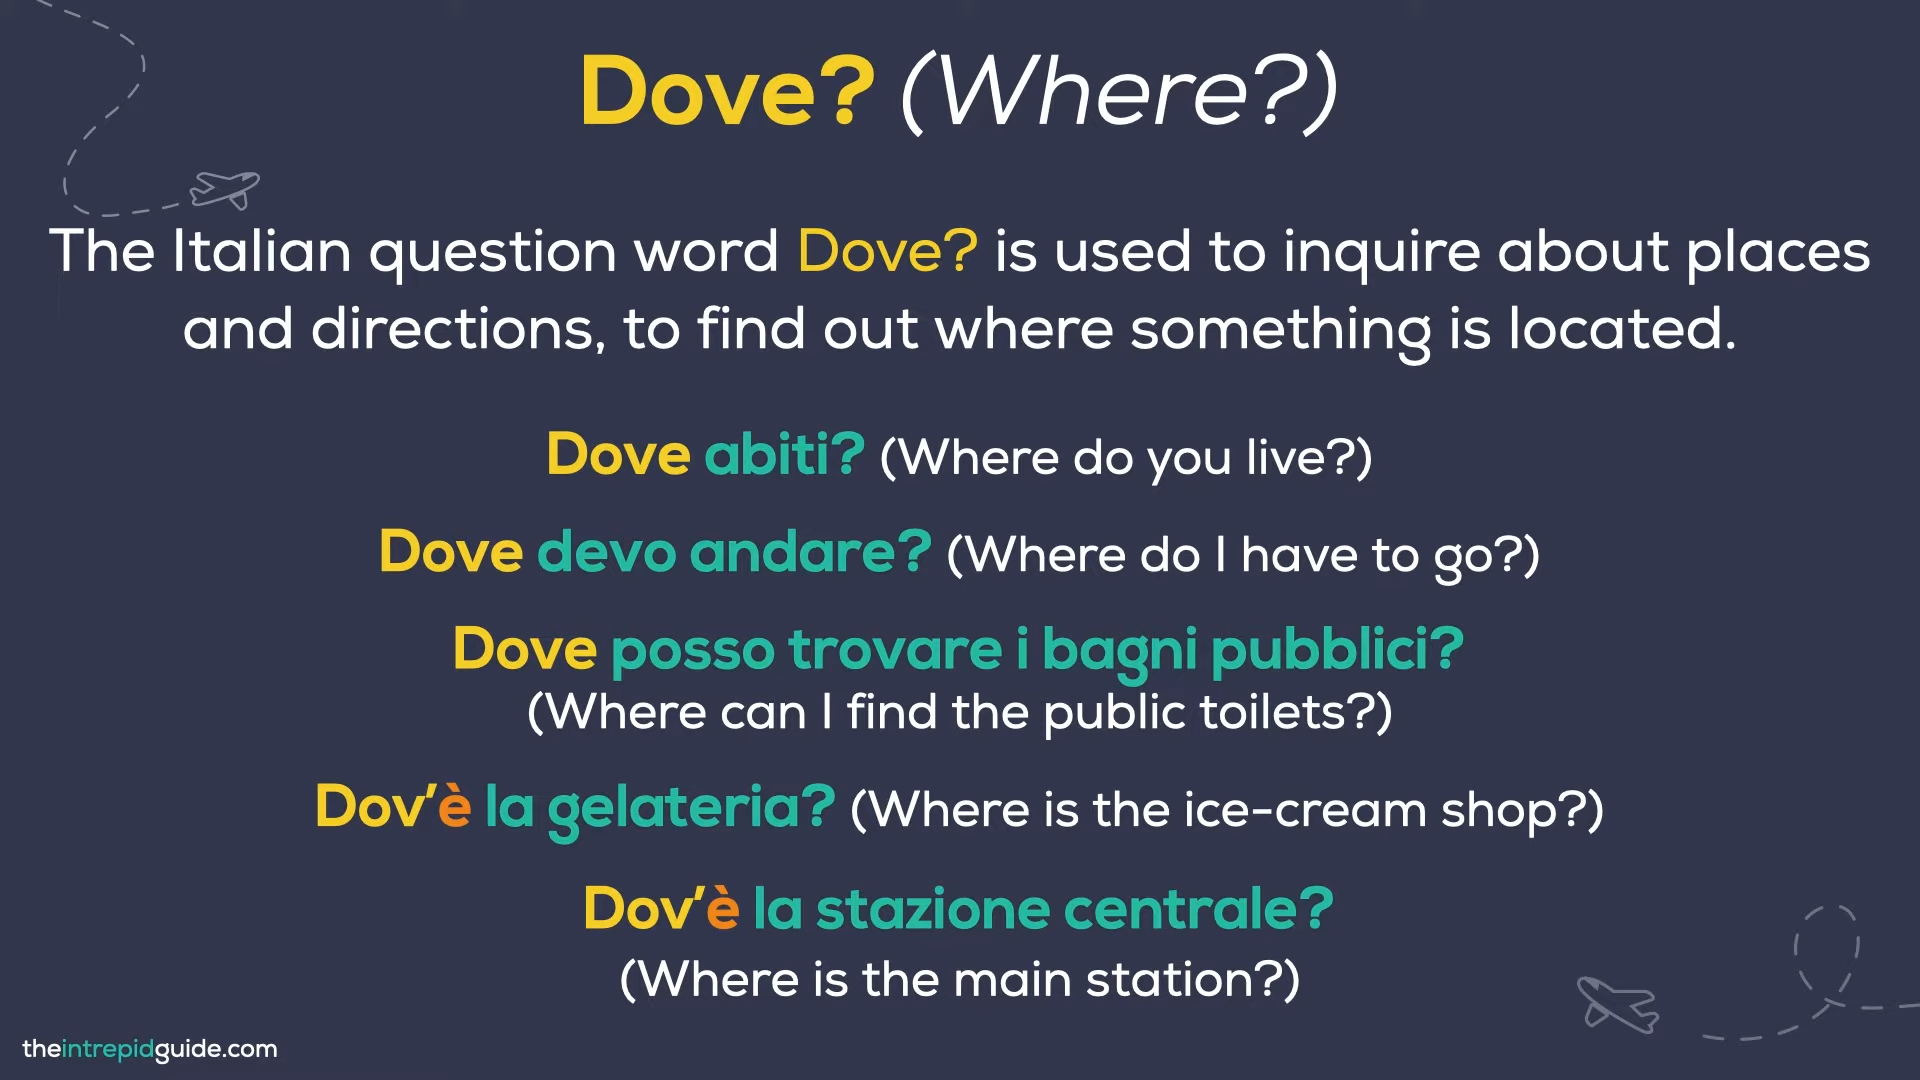 Dove? (Where?)
The Italian question word Dove? is used to inquire about places
and directions, to find out where something is located.
Dove abiti? (Where do you live?)
Dove devo andare? (Where do I have to go?)
Dove posso trovare i bagni pubblici?
(Where can I find the public toilets?)
Dov’è la gelateria? (Where is the ice-cream shop?)
Dov’è la stazione centrale?
(Where is the main station?)
theintrepidguide.com